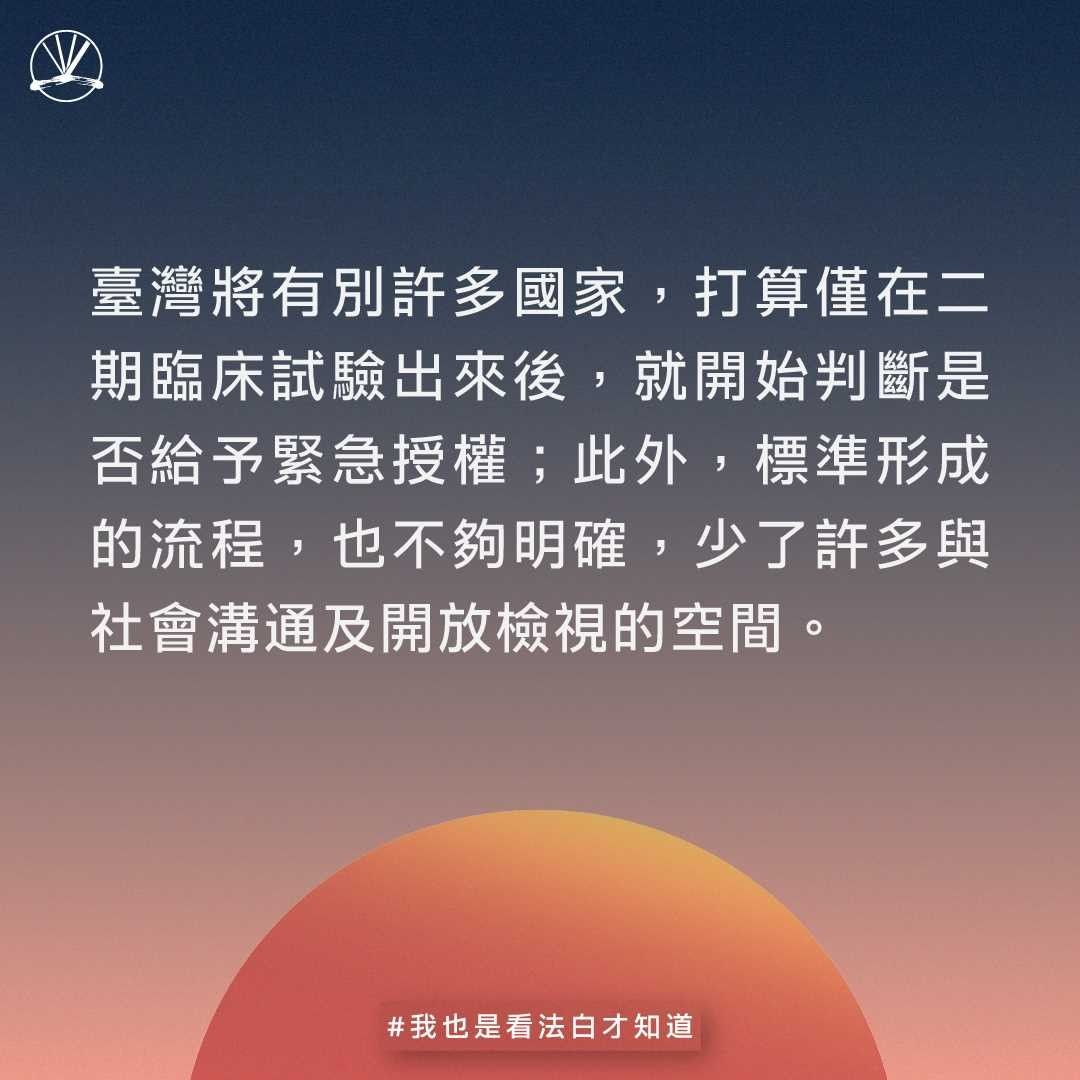 臺灣將有別許多國家，打算僅在二
期臨床試驗出來後，就開始判斷是
否給予緊急授權；此外，標準形成
的流程，也不夠明確，少了許多與
社會溝通及開放檢視的空間。
#我也是看法白才知道